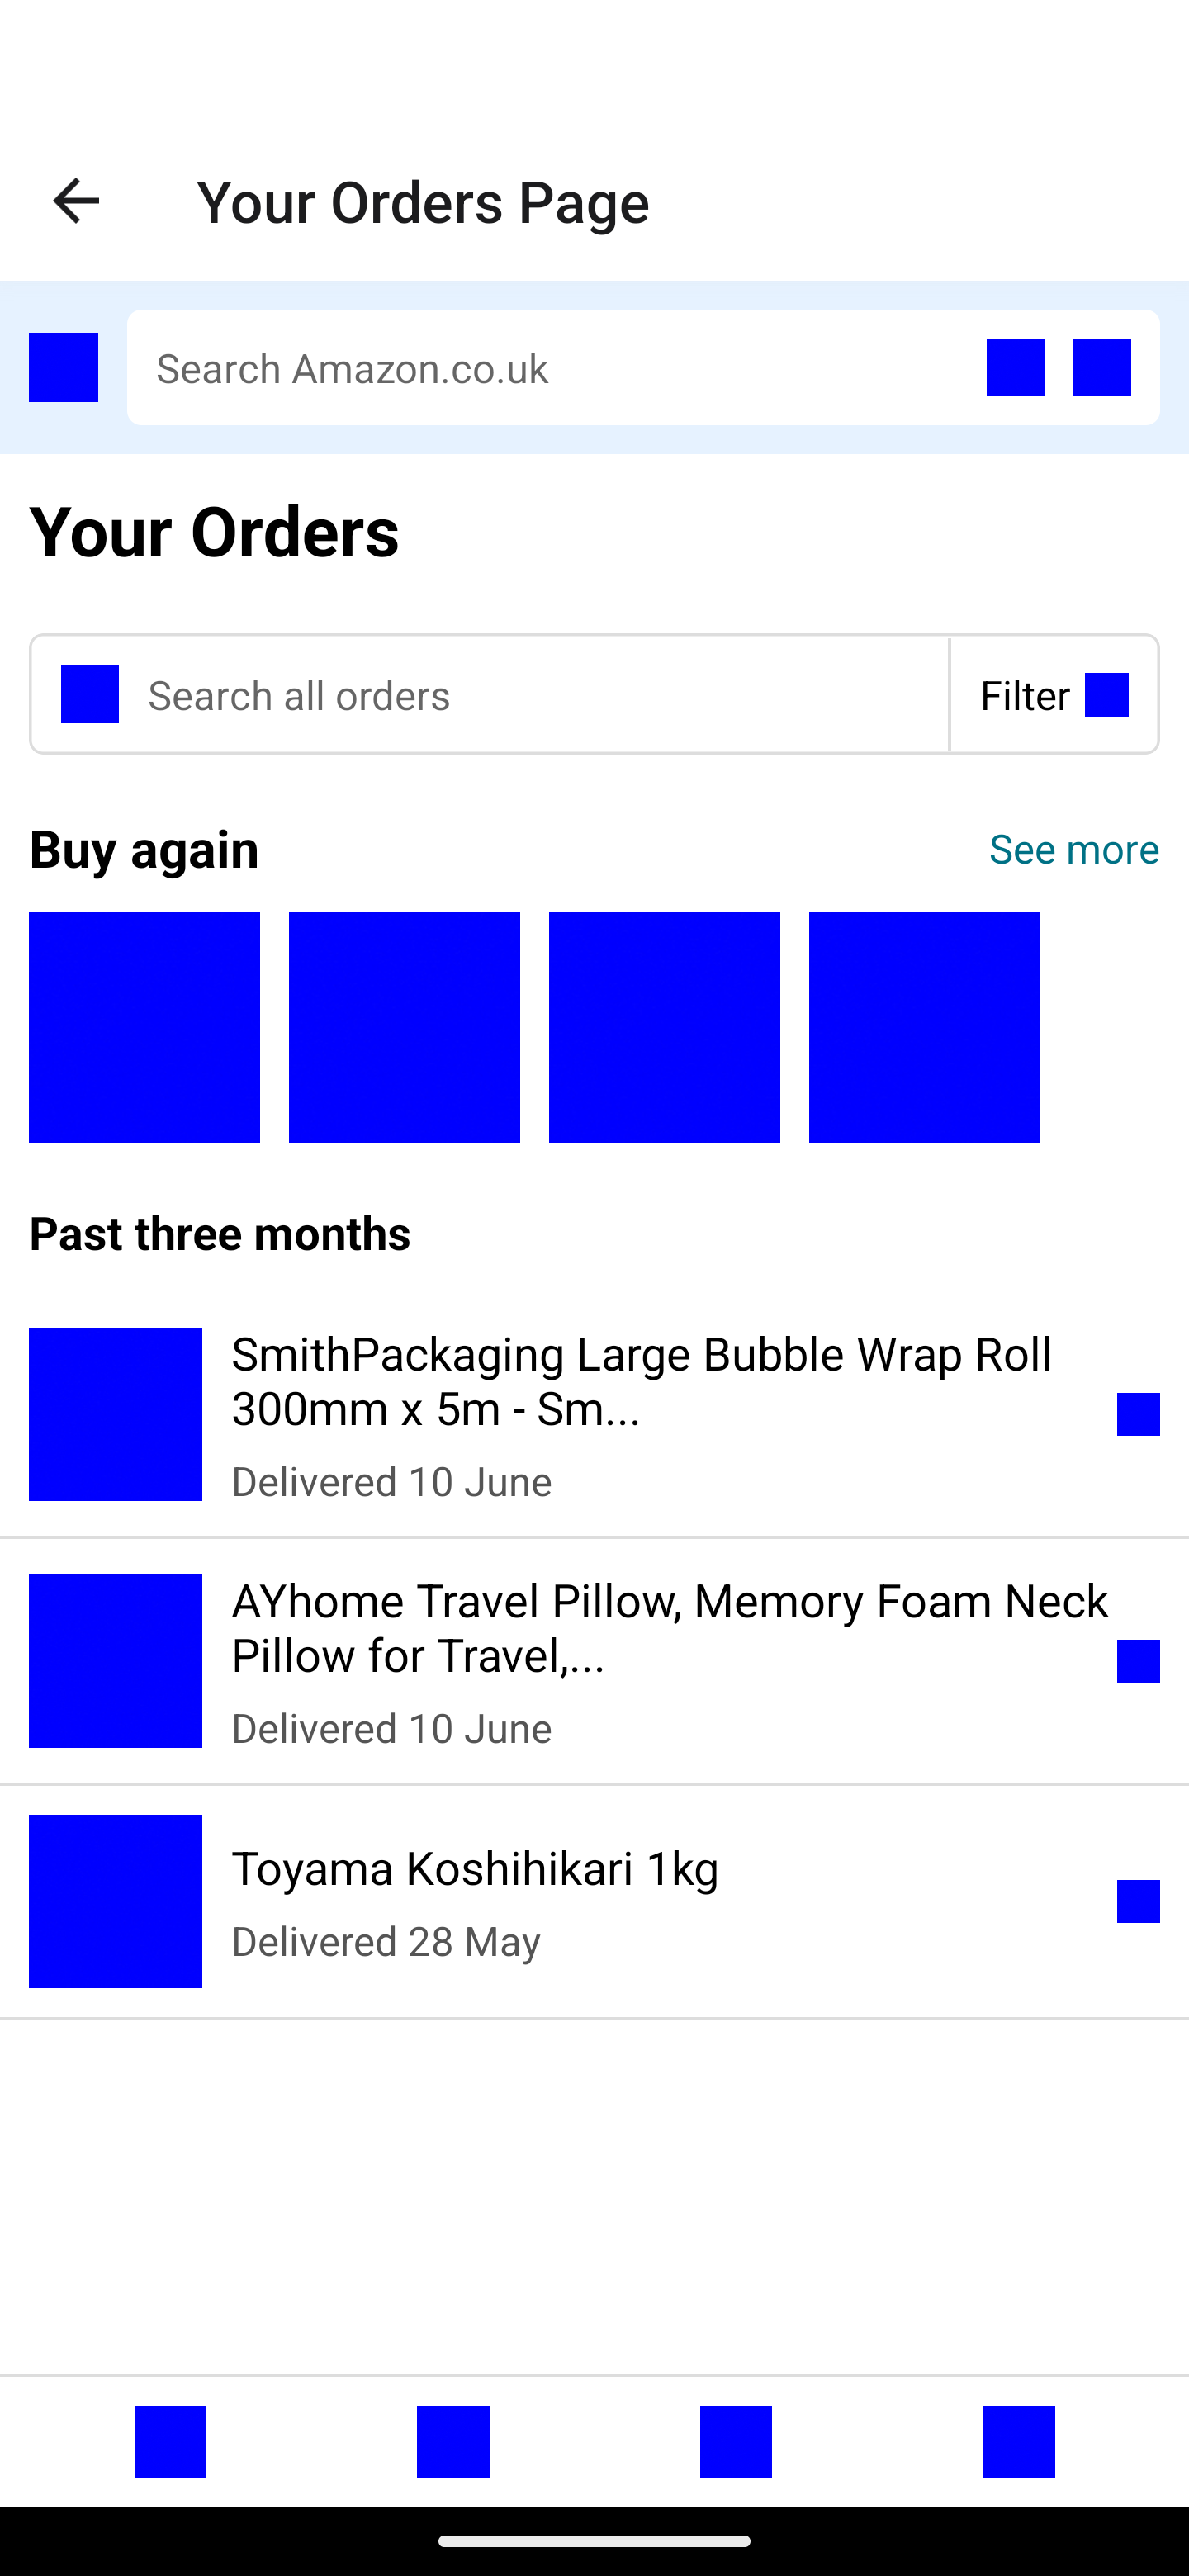 Your Orders Page
Search Amazon.co.uk
Your Orders
Search all orders
Filter
Buy again
See more
Past three months
SmithPackaging Large Bubble Wrap Roll
300mm x 5m - Sm...
Delivered 10 June
AYhome Travel Pillow, Memory Foam Neck
Pillow for Travel,...
Delivered 10 June
Toyama Koshihikari 1kg
Delivered 28 May